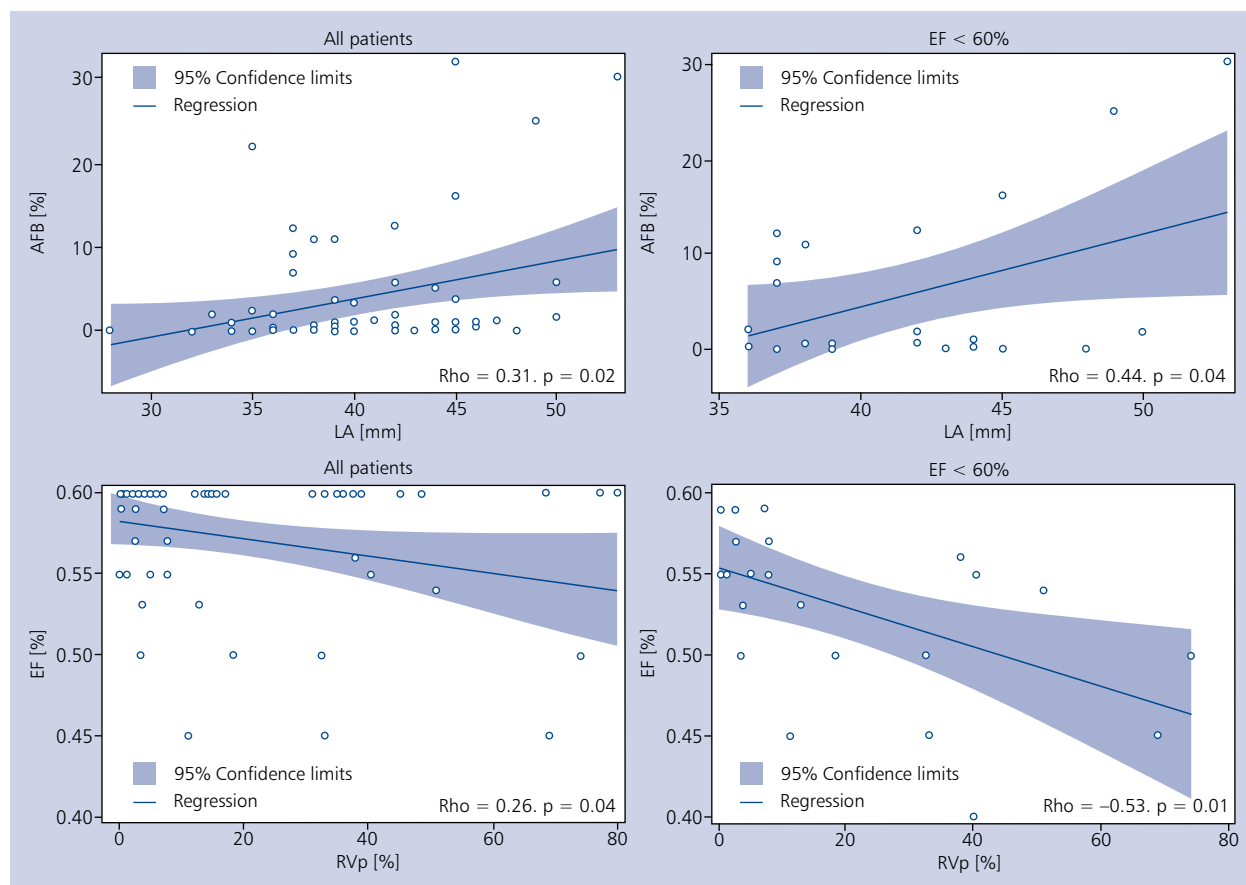 All patients
95% Confidence limits
Regression
30
20
10
0
AFB [%]
Rho = 0.31. p = 0.02
30
35
40
45
50
LA [mm]
EF < 60%
95% Confidence limits
Regression
30
20
10
0
AFB [%]
Rho = 0.44. p = 0.04
35
40
45
50
LA [mm]
All patients
0.60
0.55
0.50
0.45
0.40
EF [%]
95% Confidence limits
Regression
Rho = 0.26. p = 0.04
0
20
40
60
80
RVp [%]
EF < 60%
0.60
0.55
0.50
0.45
0.40
EF [%]
95% Confidence limits
Regression
Rho = –0.53. p = 0.01
0
20
40
60
80
RVp [%]